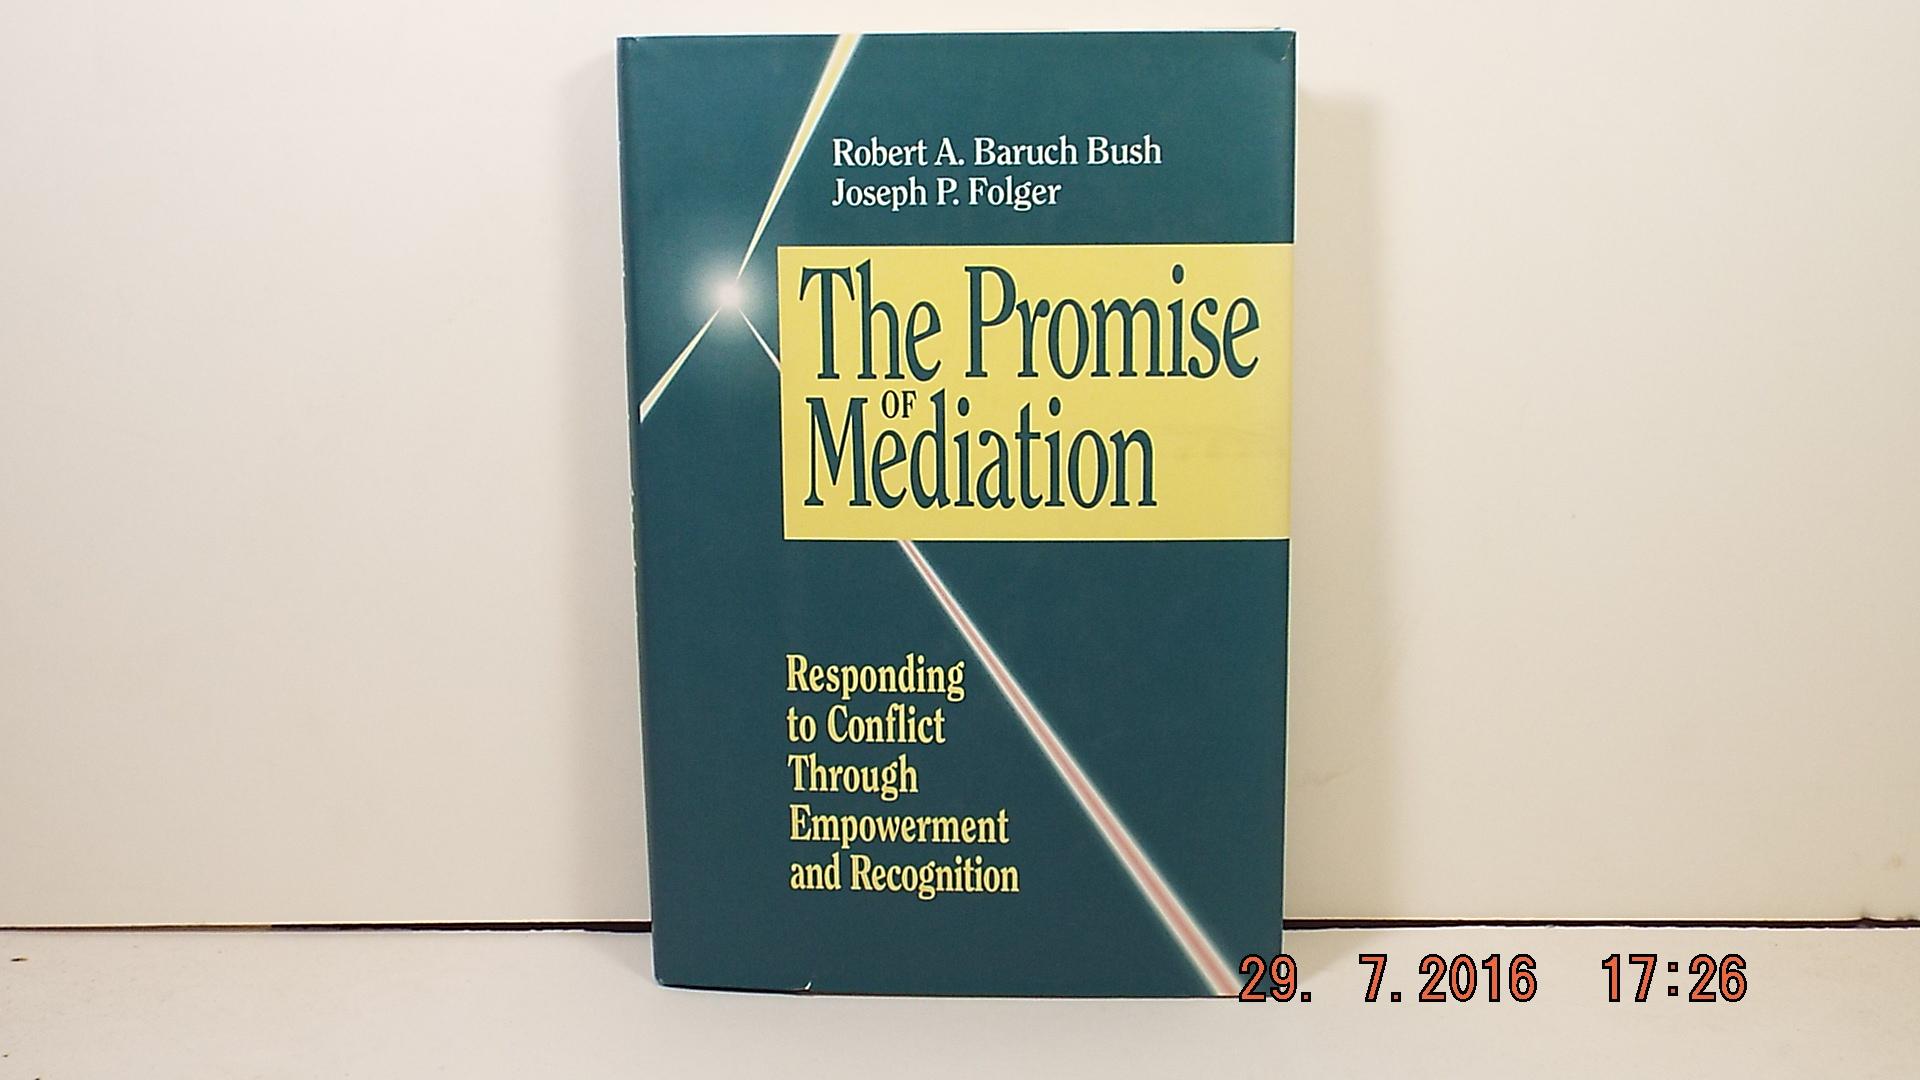 Robert A. Baruch Bush
Joseph P. Folger
The Promise
OF
Mediation
Responding
to Conflict
Through
Empowerment
and Recognition
29. 7.2016 17:26